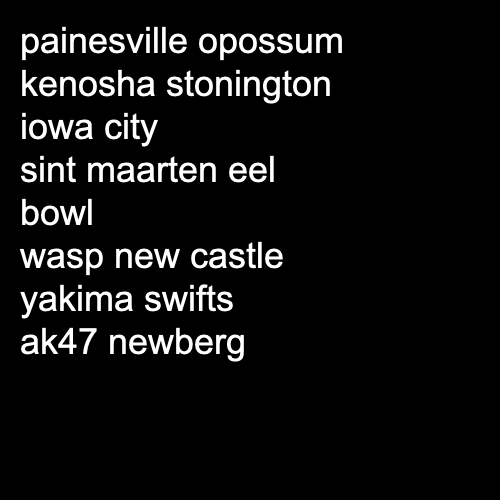 painesville opossum
kenosha stonington
iowa city
sint maarten eel
bowl
wasp new castle
yakima swifts
ak47 newberg